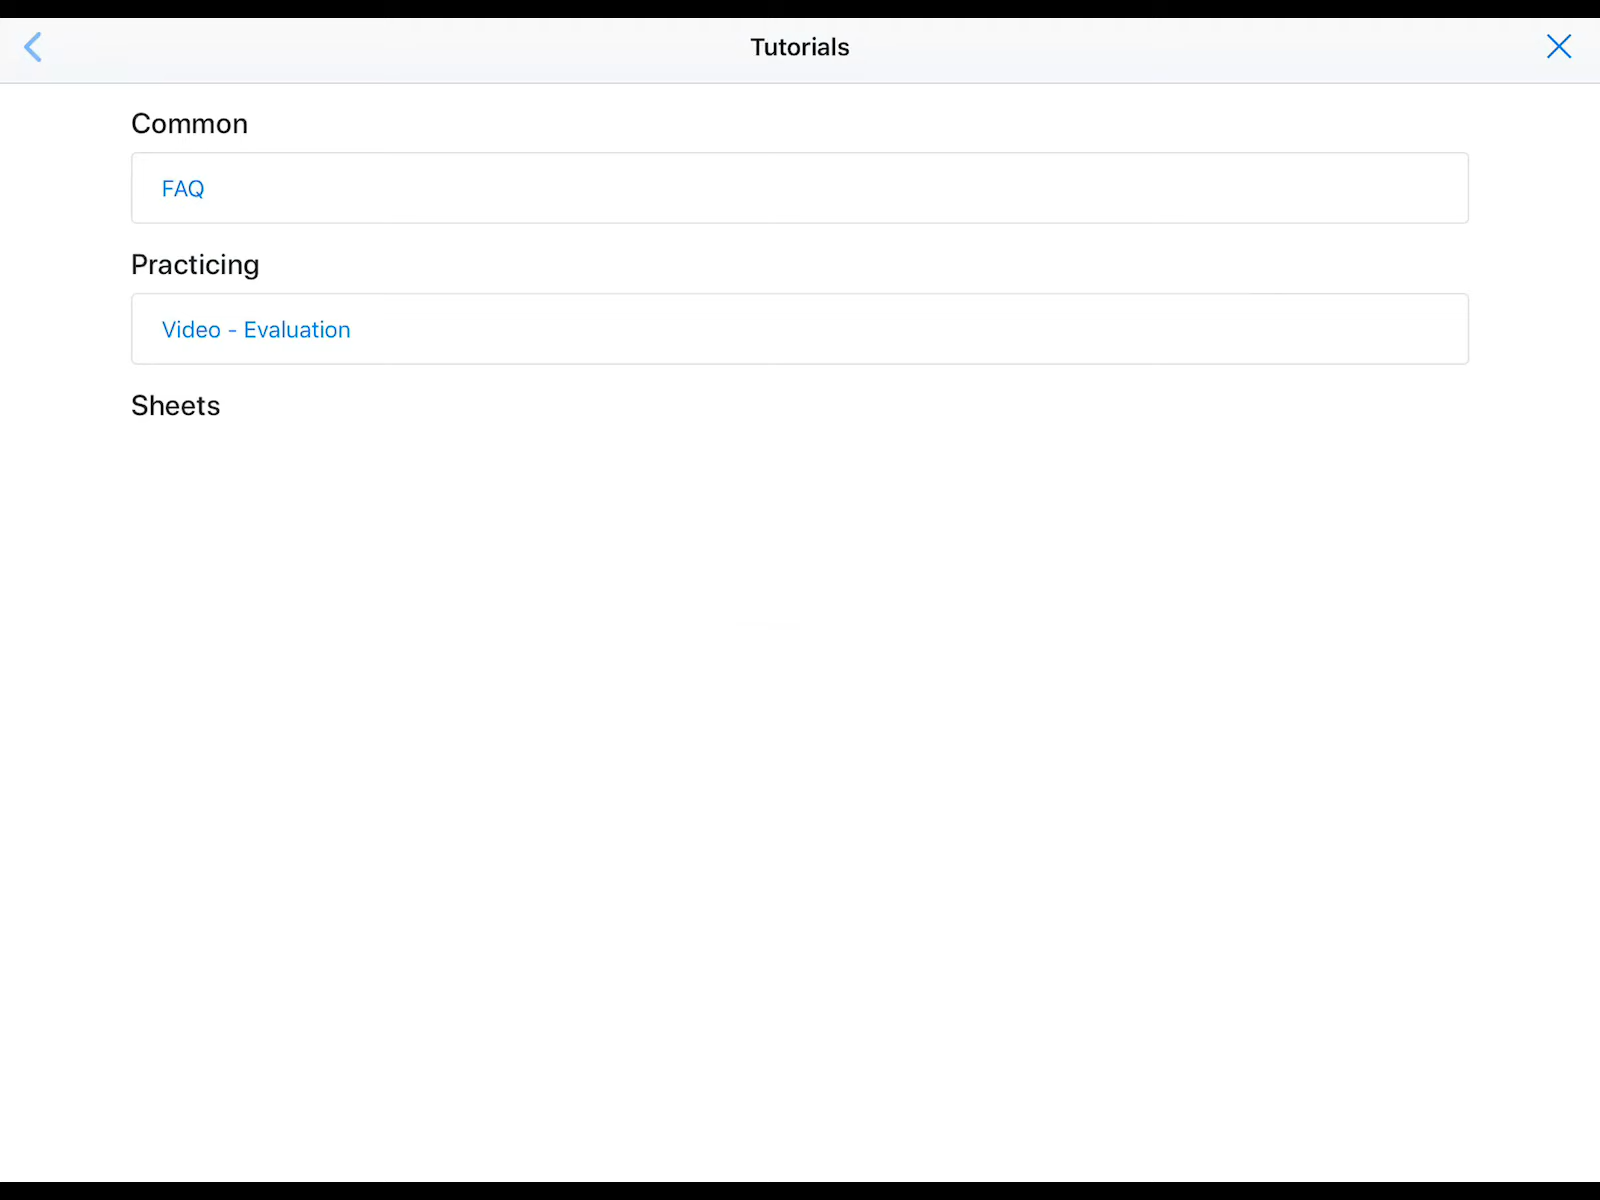 Tutorials
Common
FAQ
Practicing
Video - Evaluation
Sheets